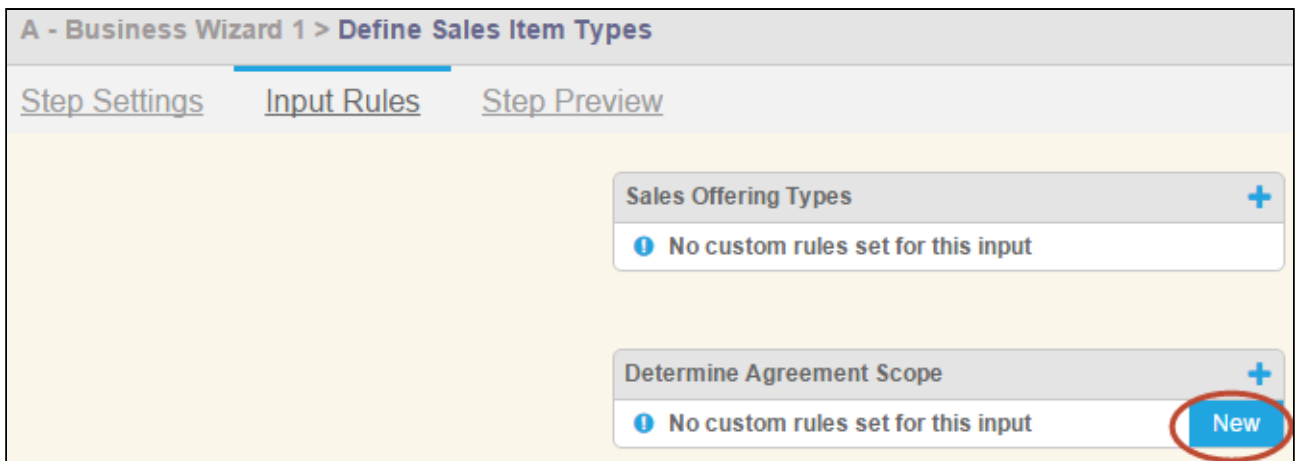 A - Business Wizard 1 > Define Sales Item Types
Step Settings Input Rules Step Preview
Sales Offering Types
No custom rules set for this input
Determine Agreement Scope
No custom rules set for this input New